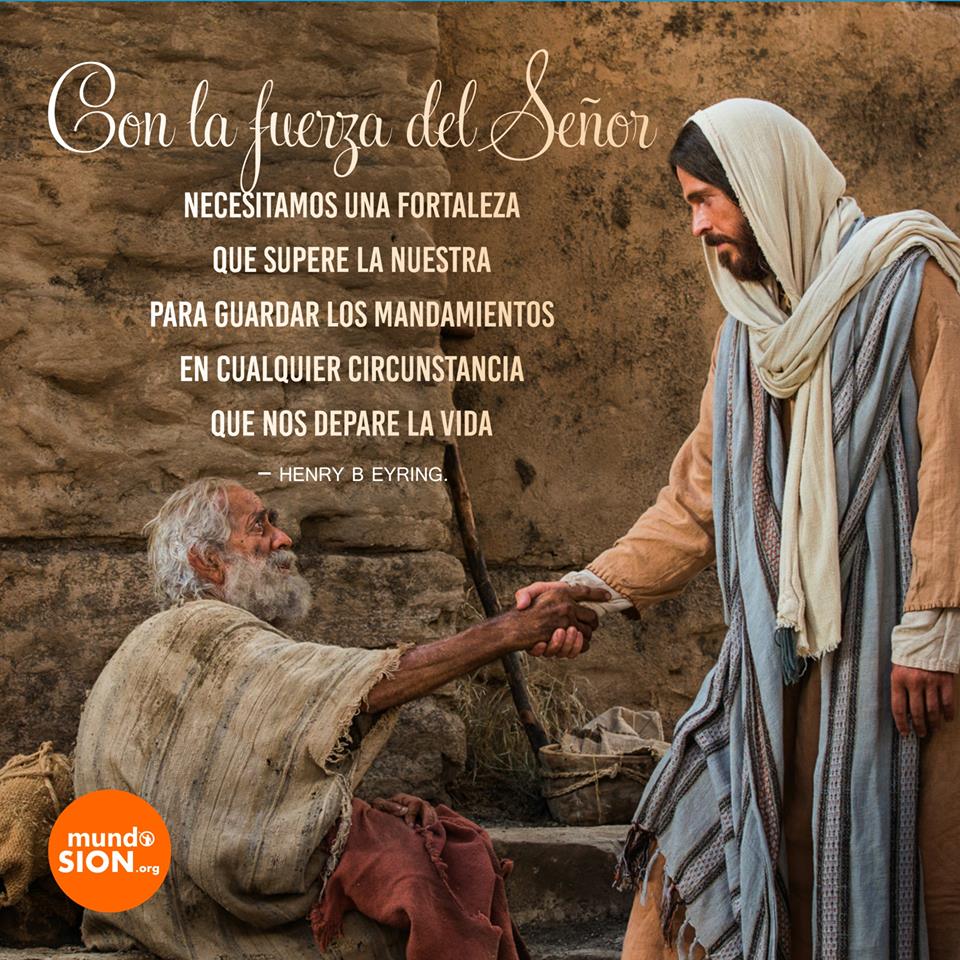 Con la fuerza del Señor
NECESITAMOS UNA FORTALEZA
QUE SUPERE LA NUESTRA
PARA GUARDAR LOS MANDAMIENTOS
EN CUALQUIER CIRCUNSTANCIA
QUE NOS DEPARE LA VIDA
– HENRY B EYRING.
mundo
SION.org